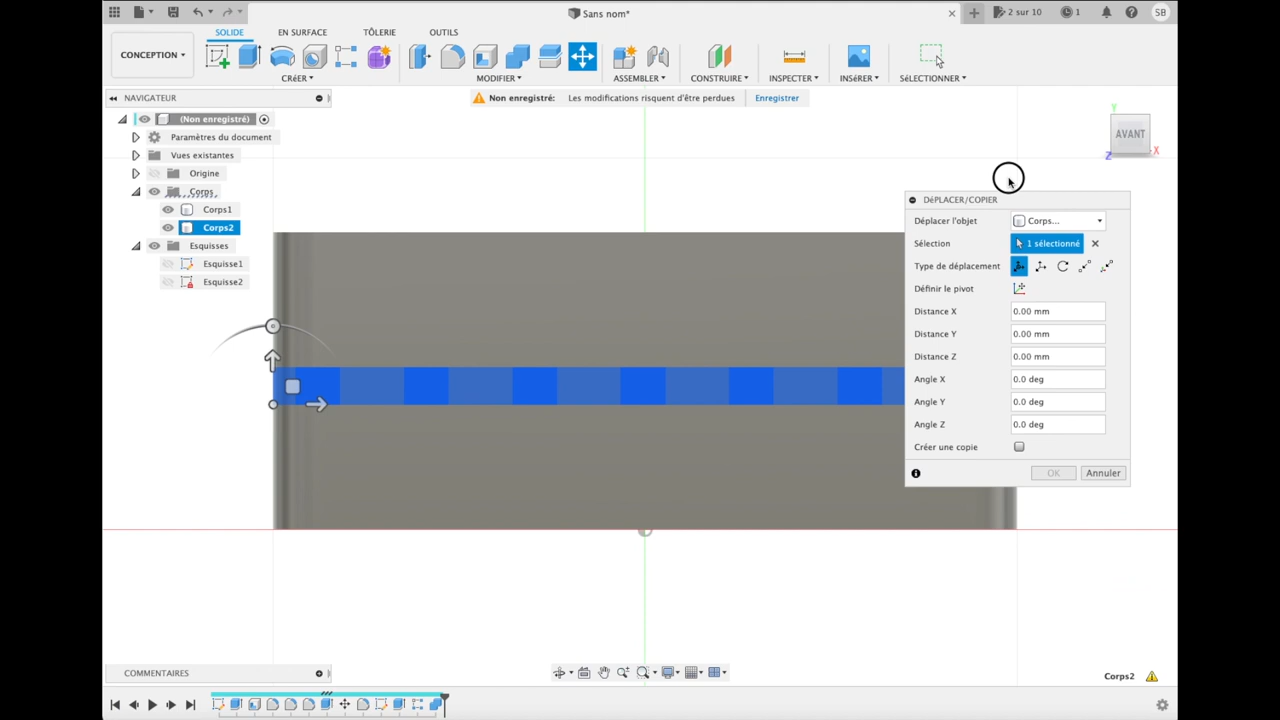 Sans nom*
2 sur 10
1
SB
SOLIDE
EN SURFACE
TÔLERIE
OUTILS
CONCEPTION
CRÉER
MODIFIER
ASSEMBLER
CONSTRUIRE
INSPECTER
INSÉRER
SÉLECTIONNER
NAVIGATEUR
Non enregistré:
Les modifications risquent d'être perdues
Enregistrer
(Non enregistré)
Paramètres du document
Vues existantes
Origine
Corps
Corps1
Corps2
Esquisses
Esquisse1
Esquisse2
Y
AVANT
X
Z
DéPLACER/COPIER
Déplacer l'objet
Corps...
Sélection
1 sélectionné
Type de déplacement
Définir le pivot
Distance X
0.00 mm
Distance Y
0.00 mm
Distance Z
0.00 mm
Angle X
0.0 deg
Angle Y
0.0 deg
Angle Z
0.0 deg
Créer une copie
OK
Annuler
COMMENTAIRES
Corps2